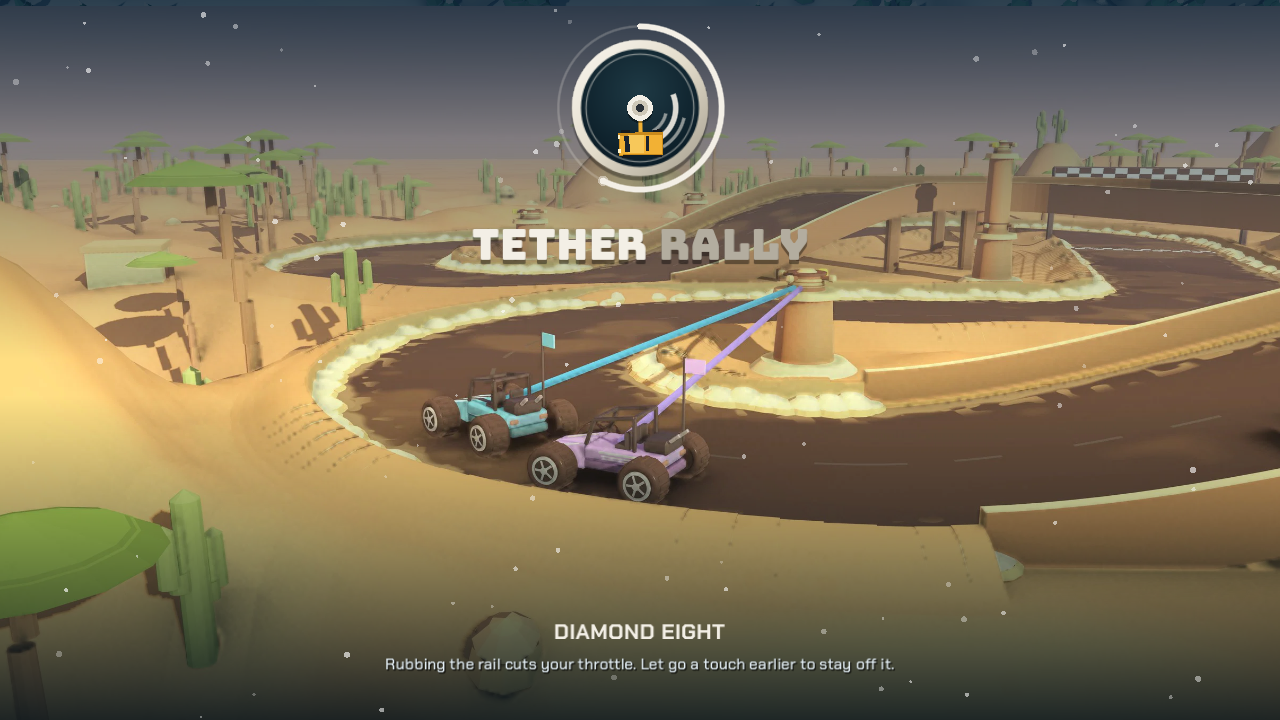 TETHER RALLY
DIAMOND EIGHT
Rubbing the rail cuts your throttle. Let go a touch earlier to stay off it.